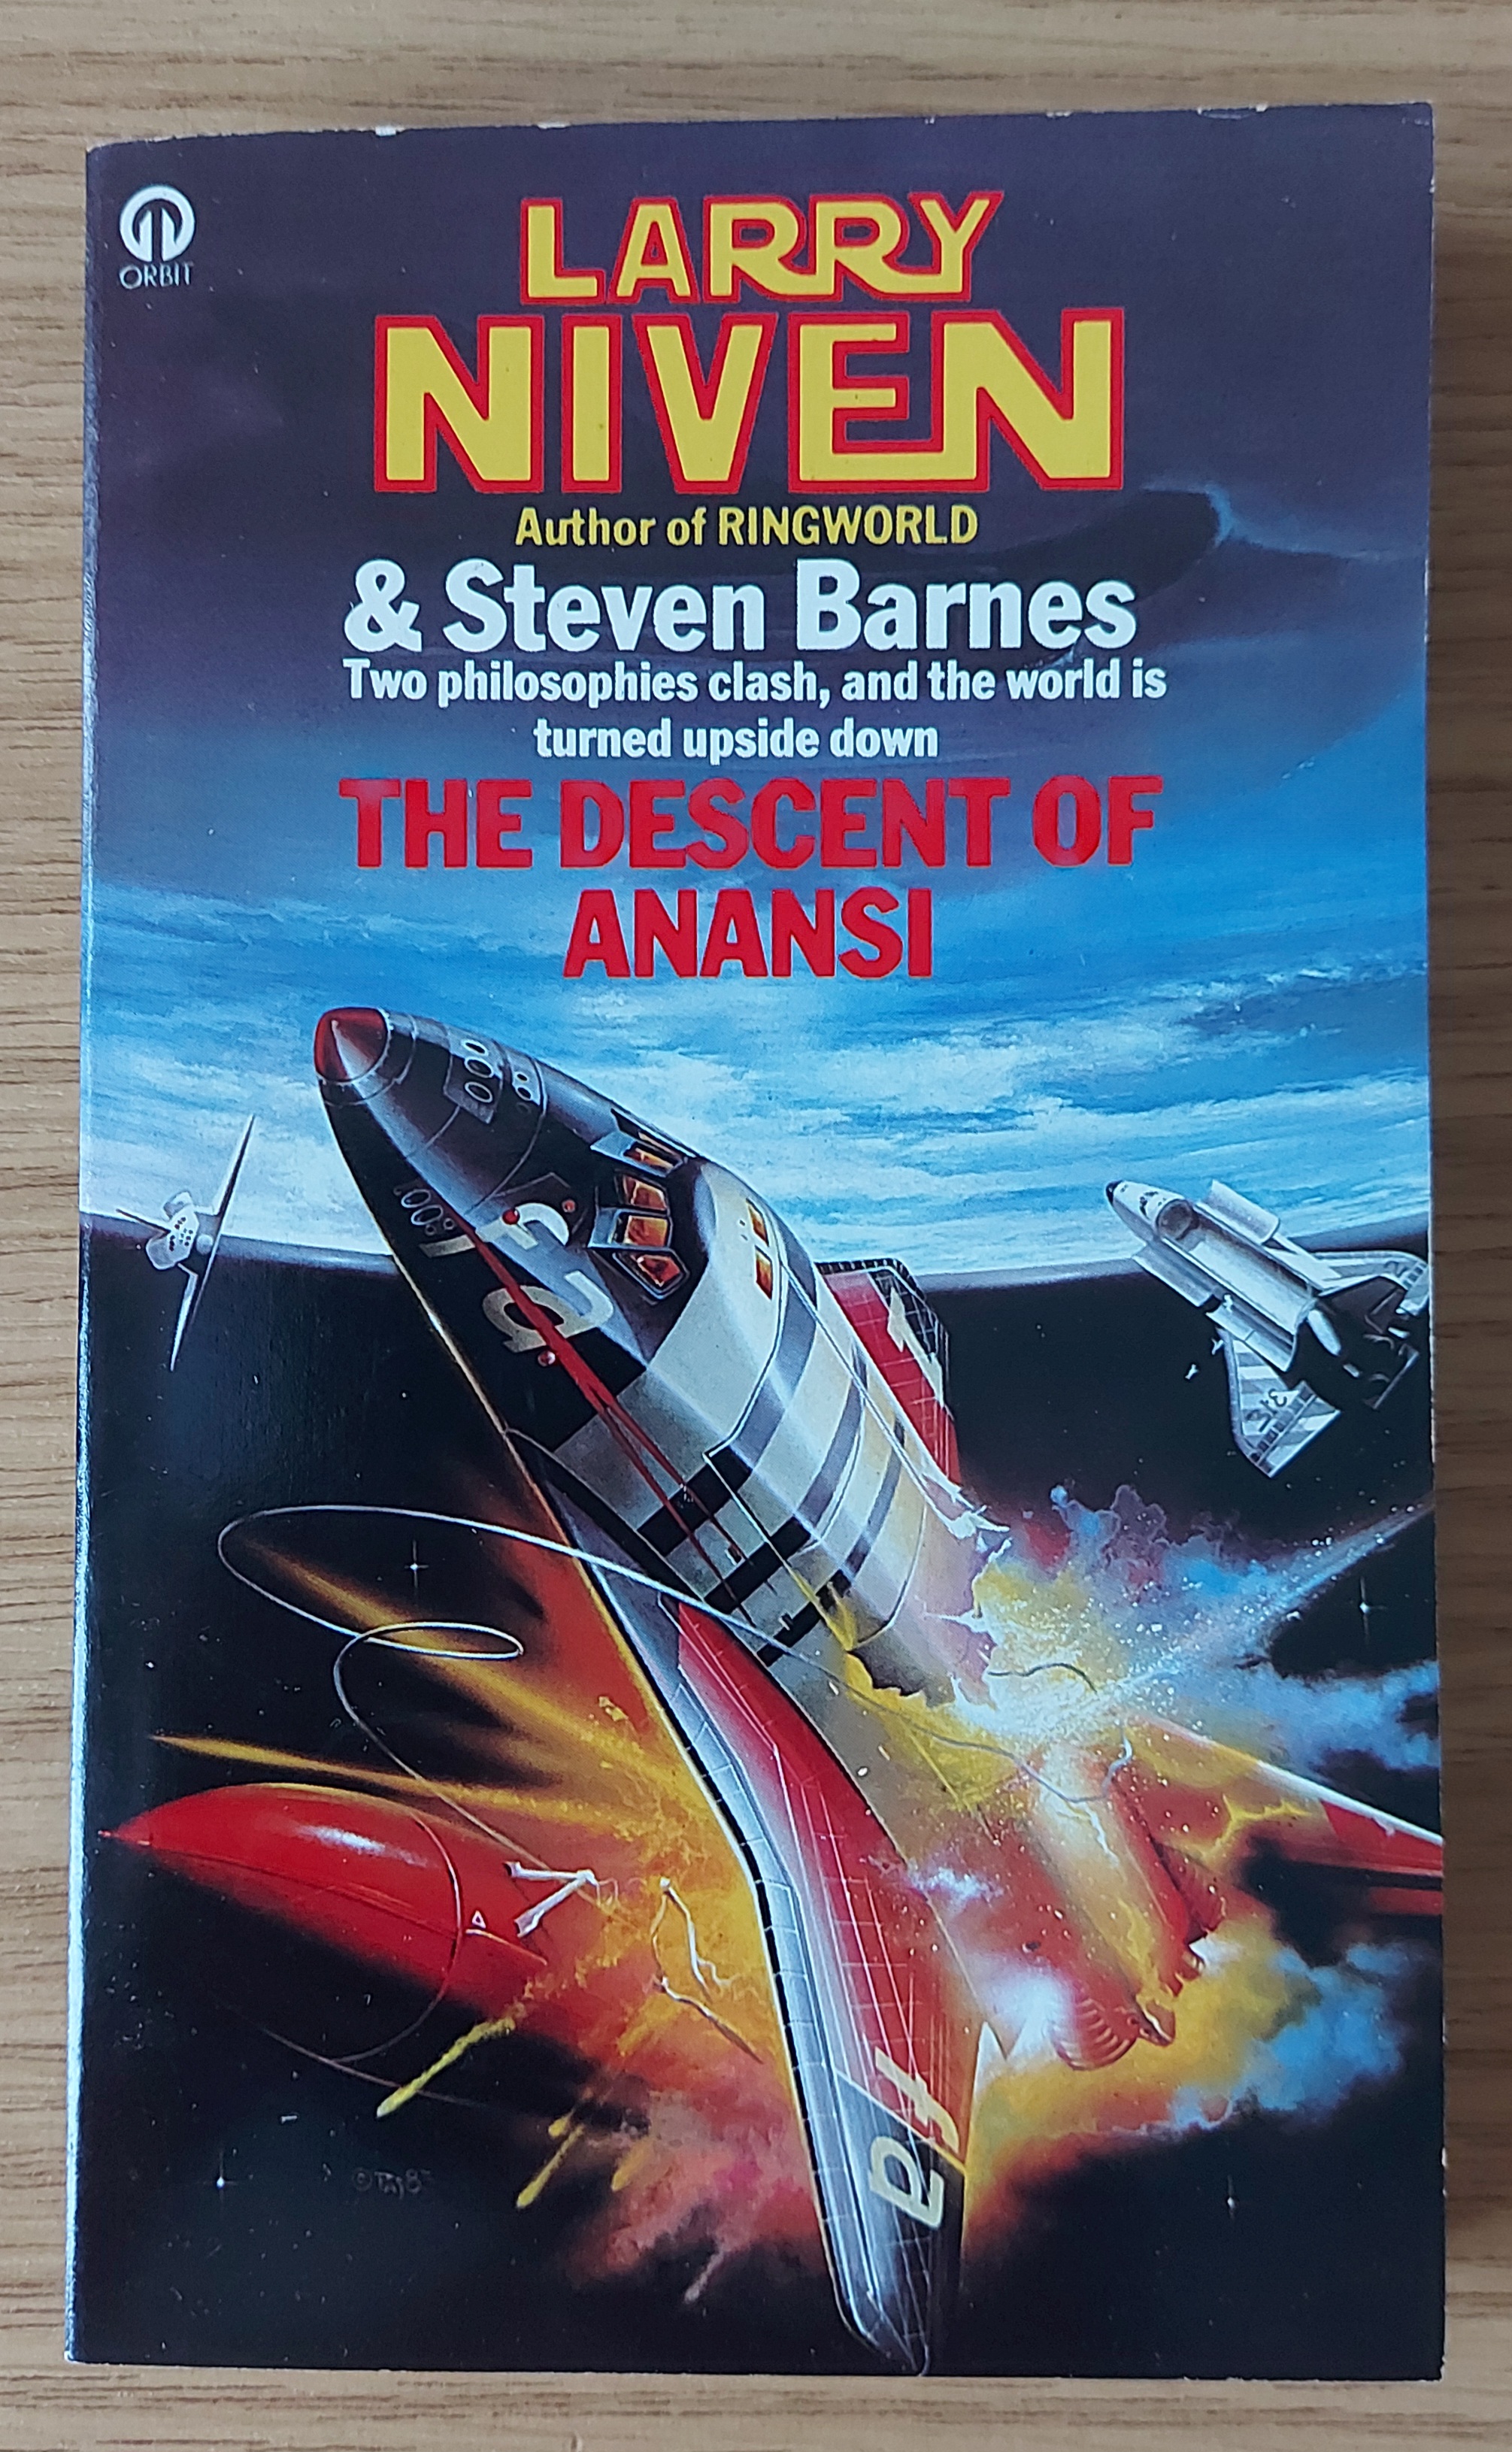 ORBIT
LARRY
NIVEN
Author of RINGWORLD
& Steven Barnes
Two philosophies clash, and the world is
turned upside down
THE DESCENT OF
ANANSI